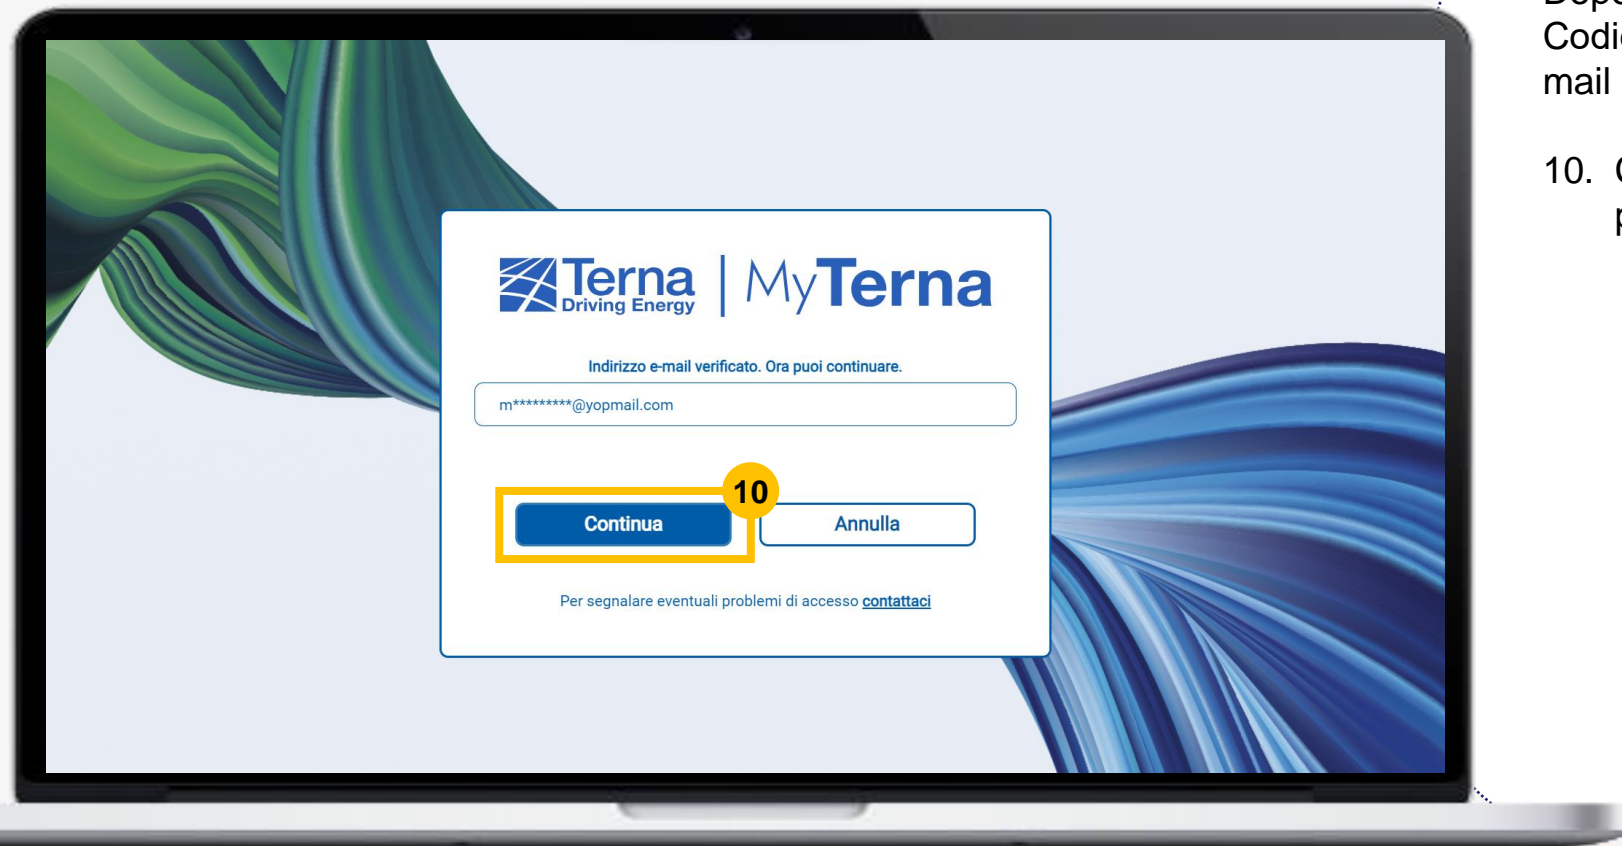 Codi
mail
10.
Terna
Driving Energy
MyTerna
Indirizzo e-mail verificato. Ora puoi continuare.
m*********@yopmail.com
10
Continua
Annulla
Per segnalare eventuali problemi di accesso contattaci